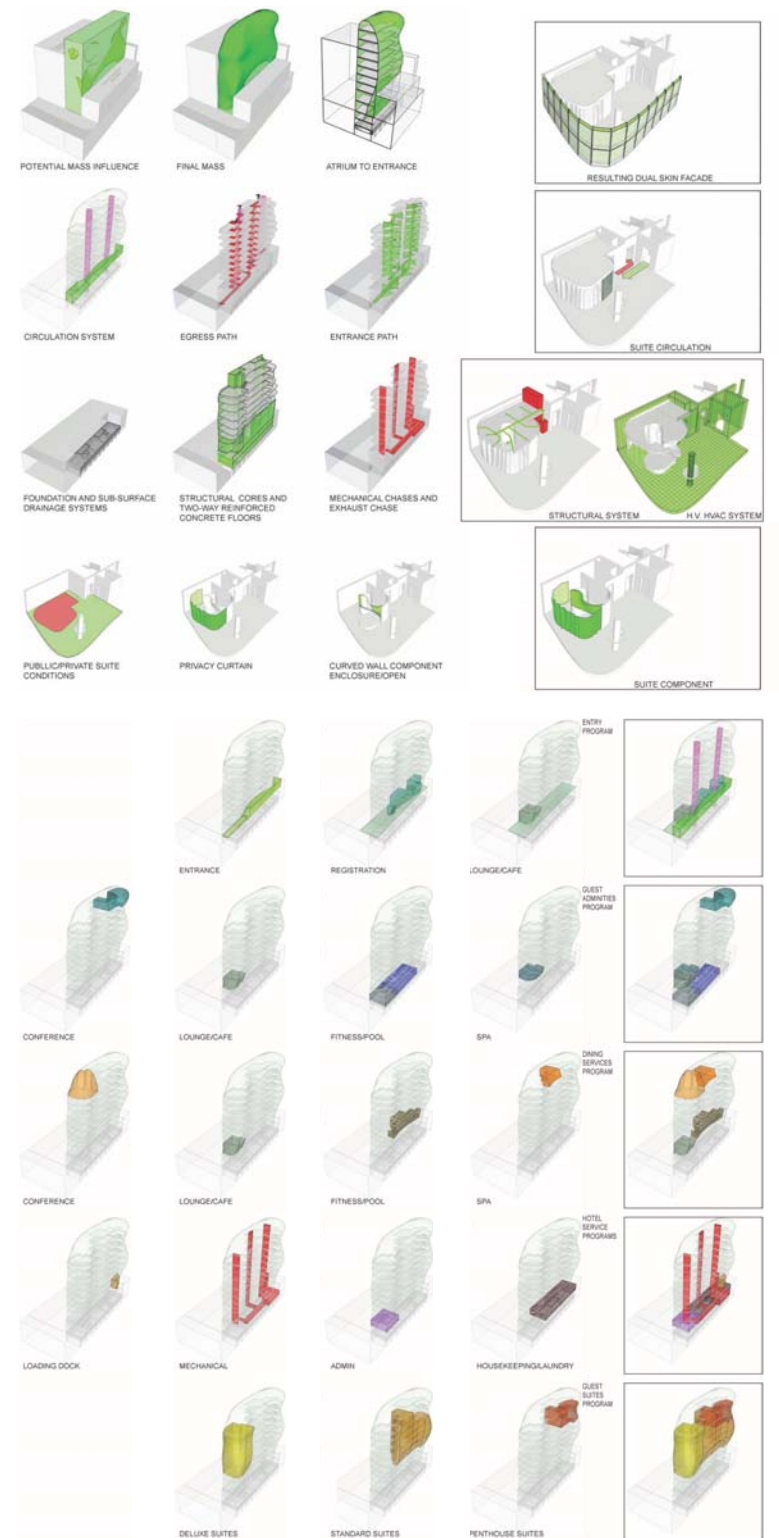 POTENTIAL MASS INFLUENCE
FINAL MASS
ATRIUM TO ENTRANCE
RESULTING DUAL SKIN FACADE
CIRCULATION SYSTEM
EGRESS PATH
ENTRANCE PATH
SUITE CIRCULATION
FOUNDATION AND SUB-SURFACE
DRAINAGE SYSTEMS
STRUCTURAL CORES AND
TWO-WAY REINFORCED
CONCRETE FLOORS
MECHANICAL CHASES AND
EXHAUST CHASE
STRUCTURAL SYSTEM
H.V. HVAC SYSTEM
PUBLLIC/PRIVATE SUITE
CONDITIONS
PRIVACY CURTAIN
CURVED WALL COMPONENT
ENCLOSURE/OPEN
SUITE COMPONENT
ENTRY
PROGRAM
ENTRANCE
REGISTRATION
LOUNGE/CAFE
GUEST
ADMINITIES
PROGRAM
CONFERENCE
LOUNGE/CAFE
FITNESS/POOL
SPA
DINING
SERVICES
PROGRAM
CONFERENCE
LOUNGE/CAFE
FITNESS/POOL
SPA
HOTEL
SERVICE
PROGRAMS
LOADING DOCK
MECHANICAL
ADMIN
HOUSEKEEPING/LAUNDRY
GUEST
SUITES
PROGRAM
DELUXE SUITES
STANDARD SUITES
PENTHOUSE SUITES